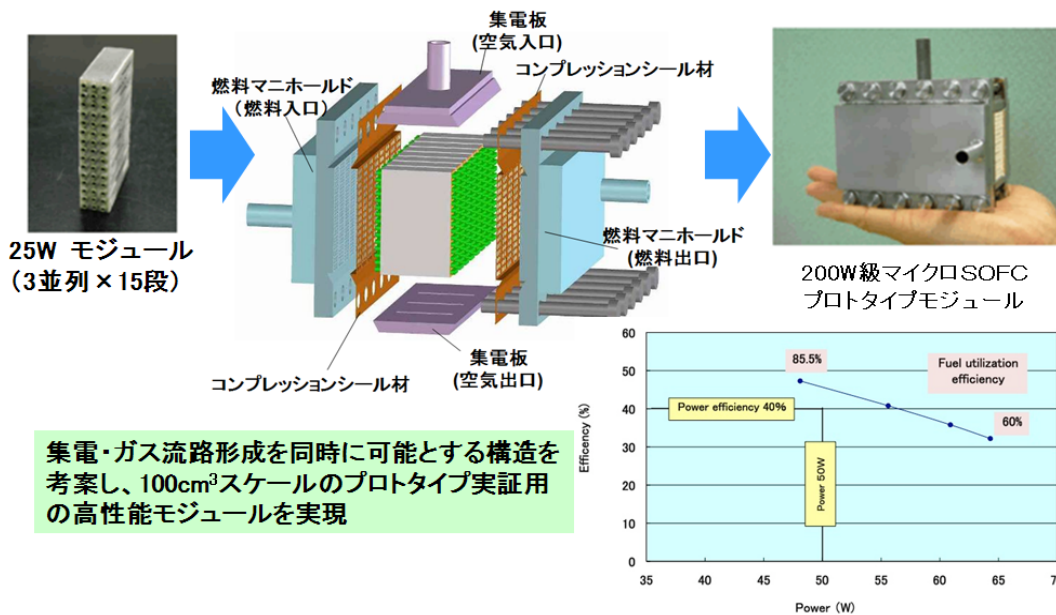 集電板
(空気入口)
コンプレッションシール材
燃料マニホールド
(燃料入口)
25W モジュール
(3並列×15段)
燃料マニホールド
(燃料出口)
200W級マイクロSOFC
プロトタイプモジュール
集電板
(空気出口)
コンプレッションシール材
集電・ガス流路形成を同時に可能とする構造を
考案し、100cm³スケールのプロトタイプ実証用
の高性能モジュールを実現
60
50
40
30
20
10
0
Efficency (%)
85.5%
Fuel utilization
efficiency
Power efficiency 40%
60%
Power 50W
35 40 45 50 55 60 65 7
Power (W)